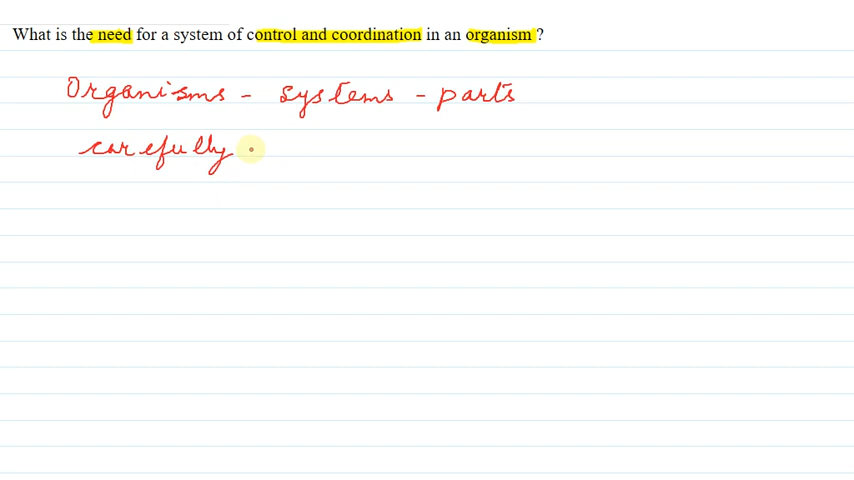 What is the need for a system of control and coordination in an organism ?
Organisms - systems - parts
carefully